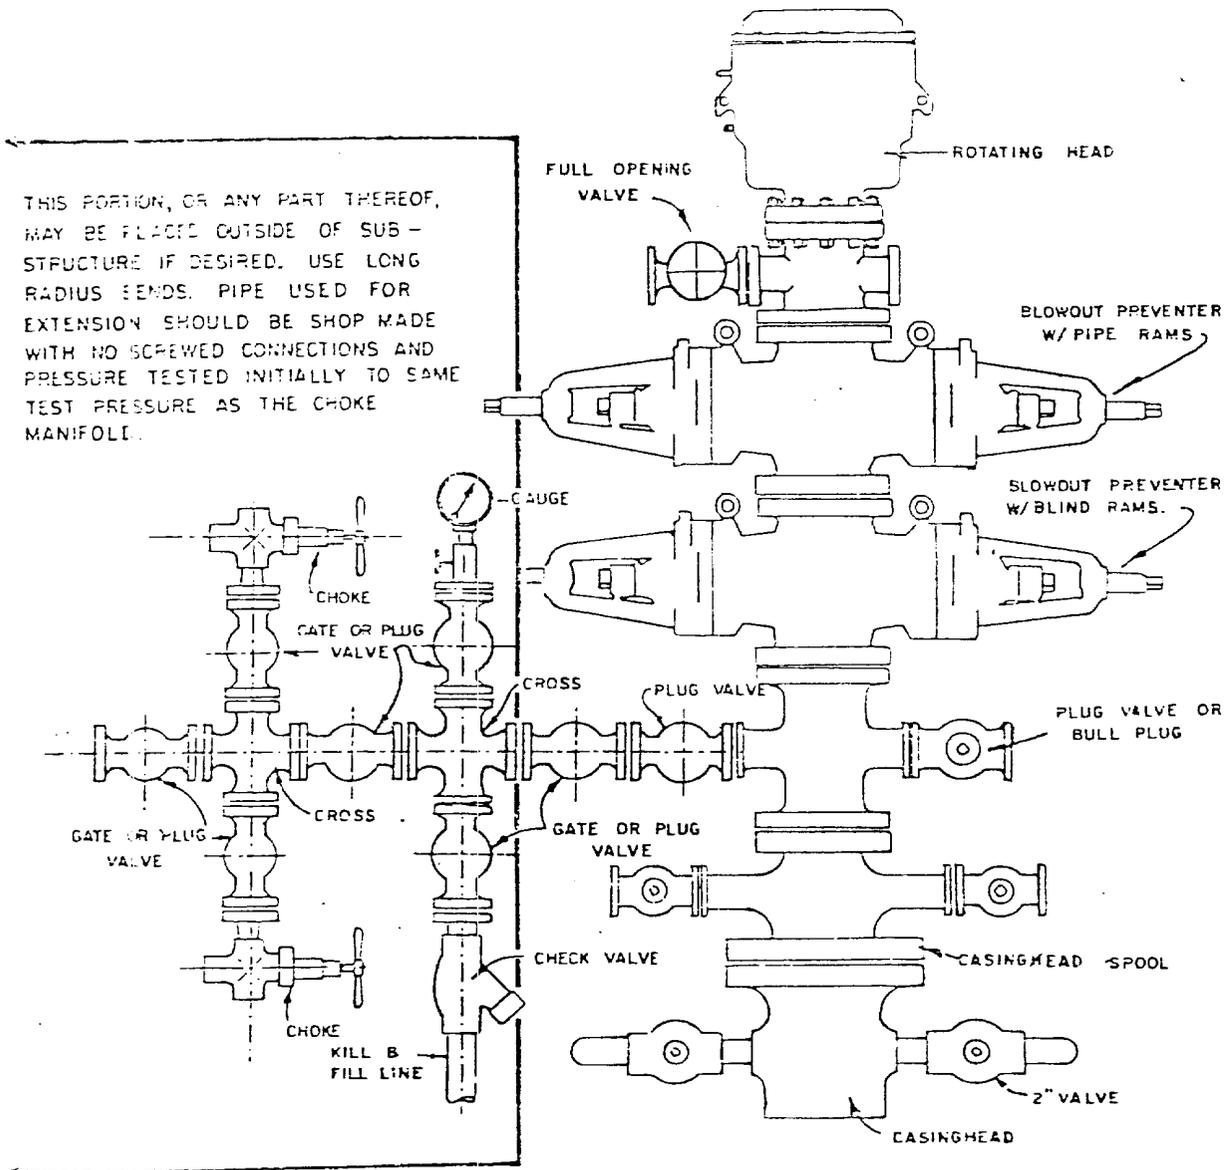 THIS PORTION, OR ANY PART THEREOF,
MAY BE PLACED OUTSIDE OF SUB-
STRUCTURE IF DESIRED. USE LONG
RADIUS BENDS. PIPE USED FOR
EXTENSION SHOULD BE SHOP MADE
WITH NO SCREWED CONNECTIONS AND
PRESSURE TESTED INITIALLY TO SAME
TEST PRESSURE AS THE CHOKE
MANIFOLD.
ROTATING HEAD
FULL OPENING
VALVE
BLOWOUT PREVENTER
W/PIPE RAMS
BLOWOUT PREVENTER
W/BLIND RAMS.
GAUGE
CHOKE
GATE OR PLUG
VALVE
CROSS
PLUG VALVE
PLUG VALVE OR
BULL PLUG
CROSS
GATE OR PLUG
VALVE
GATE OR PLUG
VALVE
CHECK VALVE
CASINGHEAD SPOOL
CHOKE
KILL B
FILL LINE
2" VALVE
CASINGHEAD